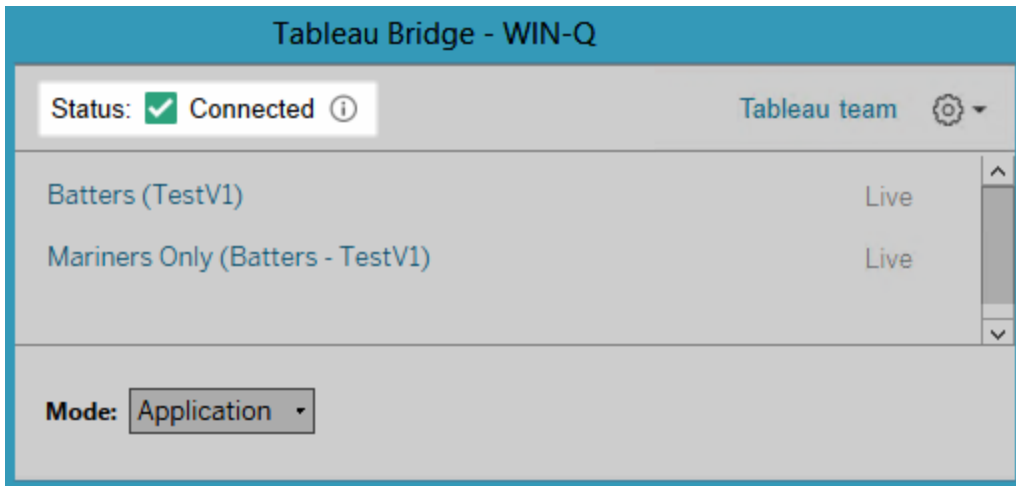 Tableau Bridge - WIN-Q
Status: Connected Tableau team
Batters (TestV1) Live
Mariners Only (Batters - TestV1) Live
Mode: Application